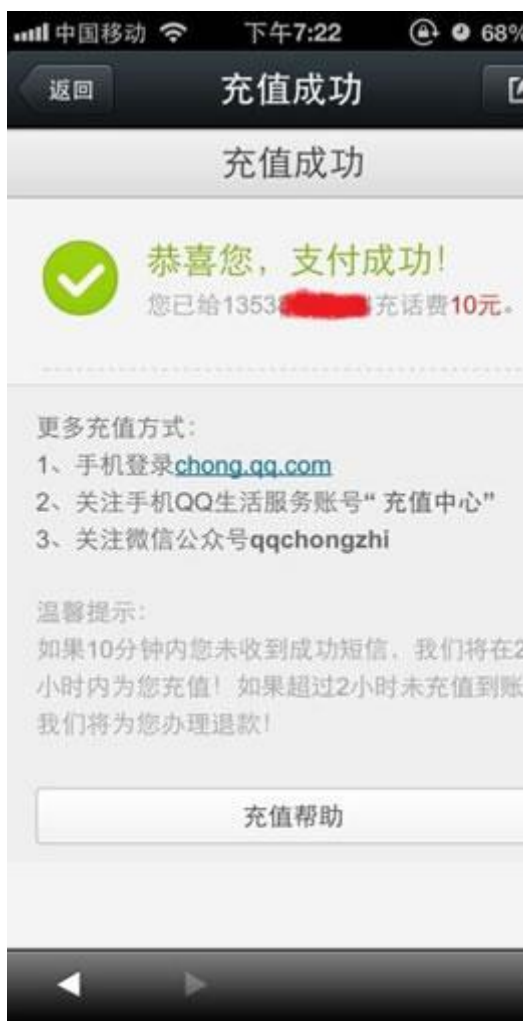 中国移动 下午7:22 68%
返回 充值成功
充值成功
恭喜您，支付成功！
您已给1353 充话费10元。
更多充值方式：
1、手机登录chong.qq.com
2、关注手机QQ生活服务账号“充值中心”
3、关注微信公众号qqchongzhi
温馨提示：
如果10分钟内您未收到成功短信，我们将在2
小时内为您充值！如果超过2小时未充值到账
我们将为您办理退款！
充值帮助